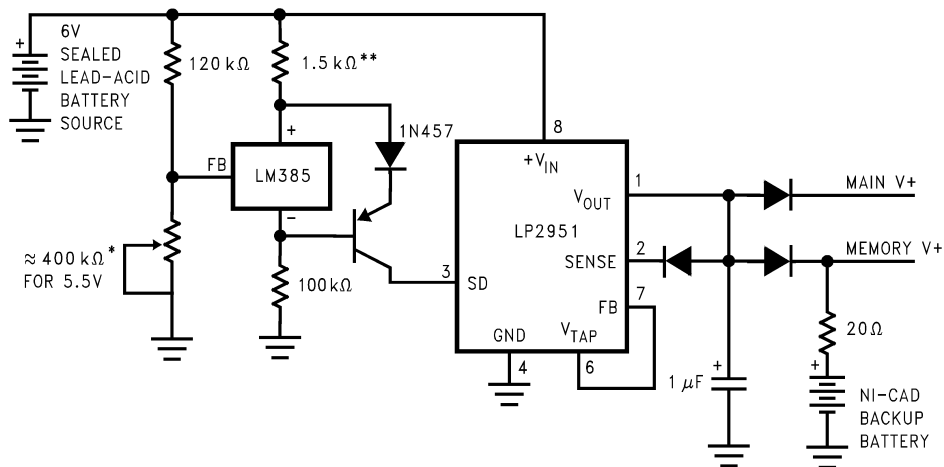 +
6V
SEALED
LEAD-ACID
BATTERY
SOURCE
120 kΩ
1.5 kΩ**
+
1N457
FB
LM385
−
≈ 400 kΩ*
FOR 5.5V
100kΩ
8
+VIN
VOUT
1
MAIN V+
LP2951
SENSE
2
MEMORY V+
3
SD
7
FB
GND
VTAP
4
6
+
1 μF
20Ω
+
NI-CAD
BACKUP
BATTERY